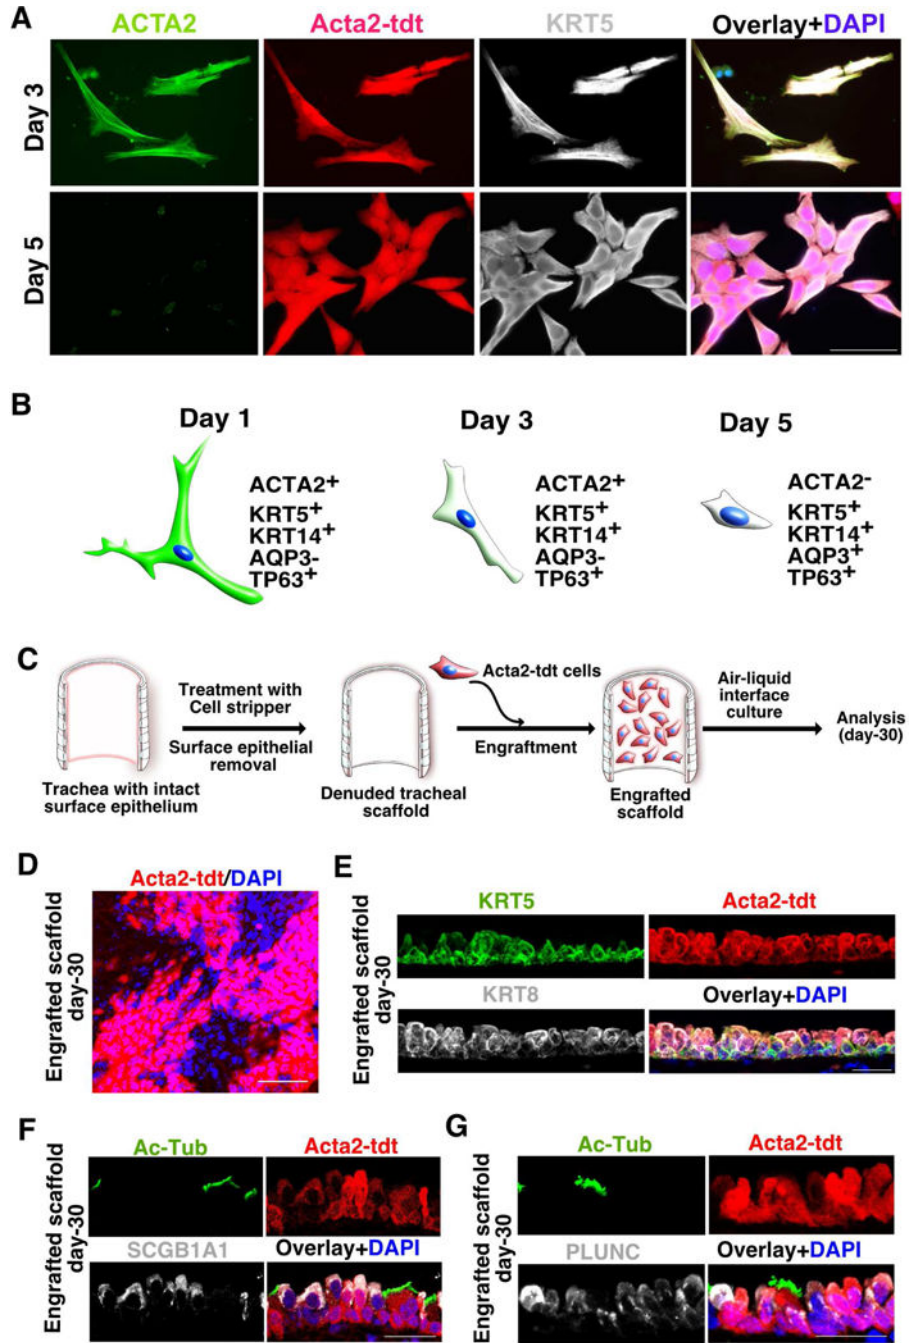 A
ACTA2
Acta2-tdt
KRT5
Overlay+DAPI
Day 3
Day 5
B
Day 1
ACTA2+
KRT5+
KRT14+
AQP3-
TP63+
Day 3
ACTA2+
KRT5+
KRT14+
AQP3-
TP63+
Day 5
ACTA2-
KRT5+
KRT14+
AQP3+
TP63+
C
Trachea with intact
surface epithelium
Treatment with
Cell stripper
Surface epithelial
removal
Denuded tracheal
scaffold
Acta2-tdt cells
Engraftment
Engrafted
scaffold
Air-liquid
interface
culture
Analysis
(day-30)
D
Acta2-tdt/DAPI
Engrafted scaffold
day-30
E
KRT5
Acta2-tdt
KRT8
Overlay+DAPI
Engrafted scaffold
day-30
F
Ac-Tub
Acta2-tdt
SCGB1A1
Overlay+DAPI
Engrafted scaffold
day-30
G
Ac-Tub
Acta2-tdt
PLUNC
Overlay+DAPI
Engrafted scaffold
day-30